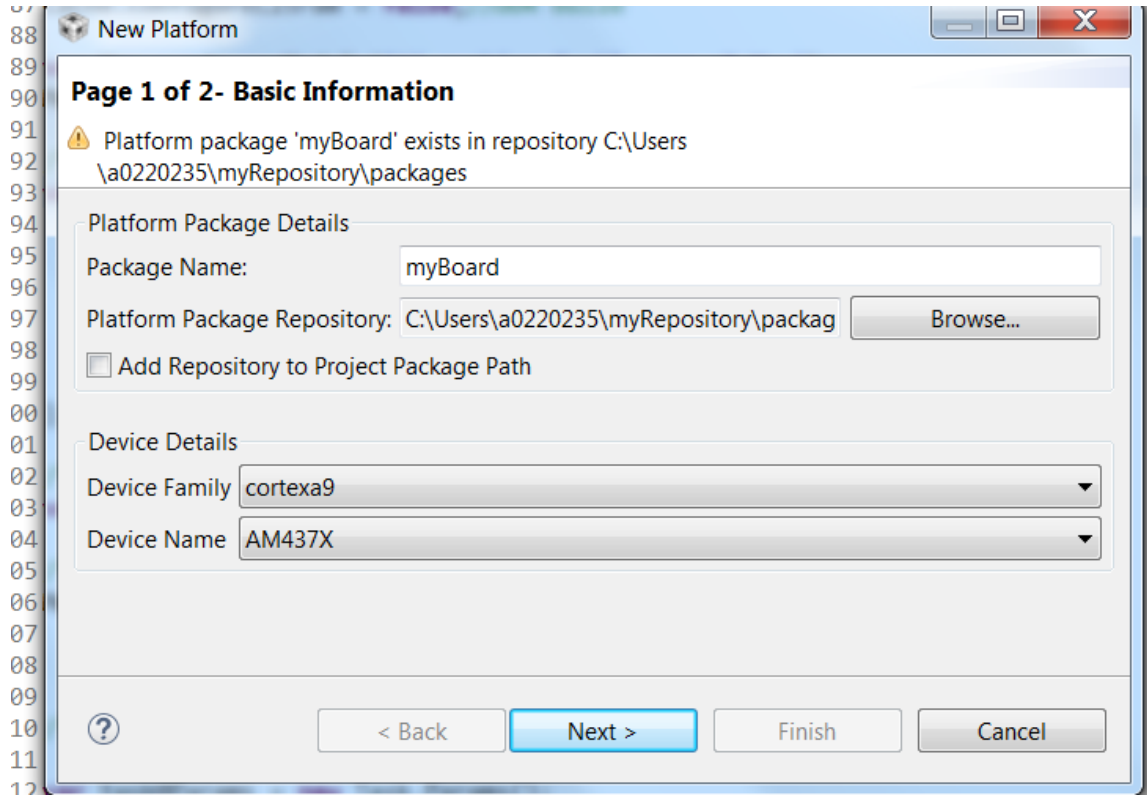 88
New Platform
89
Page 1 of 2- Basic Information
90
91
Platform package 'myBoard' exists in repository C:\Users
92
\a0220235\myRepository\packages
93
94
Platform Package Details
95
Package Name:
myBoard
96
97
Platform Package Repository:
C:\Users\a0220235\myRepository\packag
Browse...
98
Add Repository to Project Package Path
99
00
01
Device Details
02
Device Family
cortexa9
03
04
Device Name
AM437X
05
06
07
08
09
10
?
< Back
Next >
Finish
Cancel
11
12